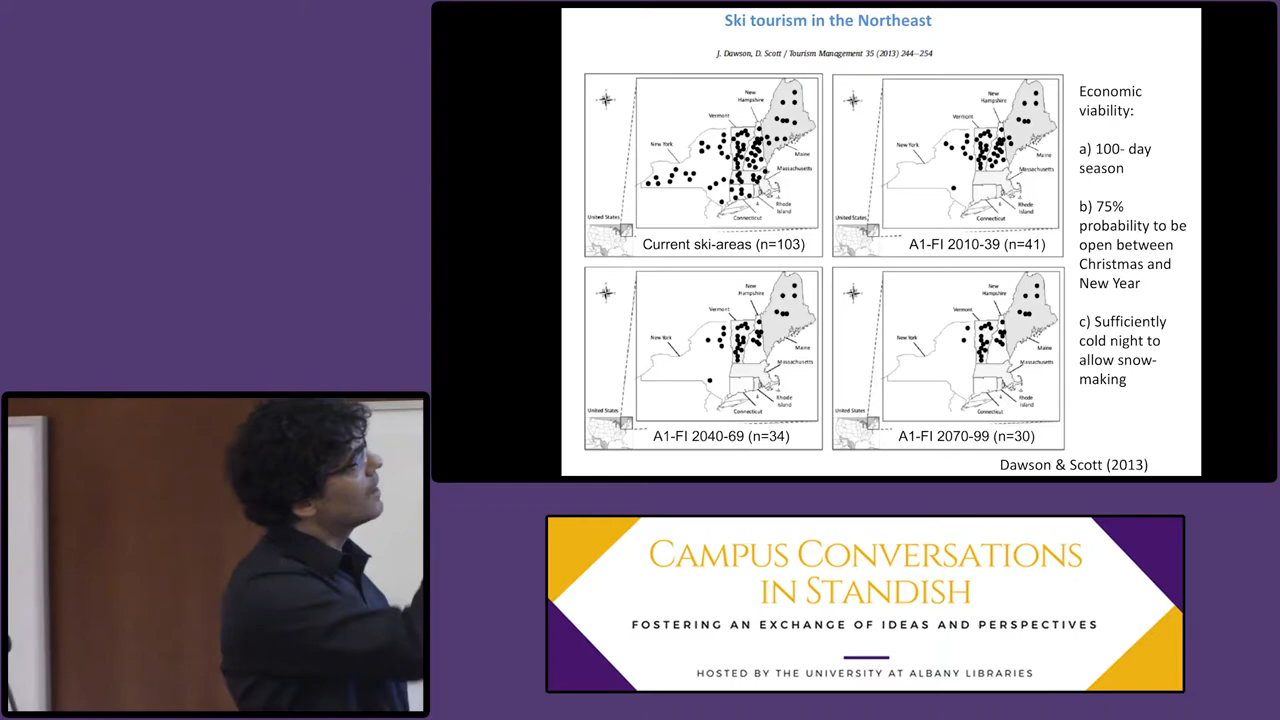 Ski tourism in the Northeast
J. Dawson, D. Scott / Tourism Management 35 (2013) 244–254
New
Hampshire
Vermont
New York
Maine
Massachusetts
Rhode
Island
Connecticut
United States
Current ski-areas (n=103)
New
Hampshire
Vermont
New York
Maine
Massachusetts
Rhode
Island
Connecticut
United States
A1-FI 2010-39 (n=41)
New
Hampshire
Vermont
New York
Maine
Massachusetts
Rhode
Island
Connecticut
United States
A1-FI 2040-69 (n=34)
New
Hampshire
Vermont
New York
Maine
Massachusetts
Rhode
Island
Connecticut
United States
A1-FI 2070-99 (n=30)
Economic
viability:
a) 100- day
season
b) 75%
probability to be
open between
Christmas and
New Year
c) Sufficiently
cold night to
allow snow-
making
Dawson & Scott (2013)
CAMPUS CONVERSATIONS
IN STANDISH
FOSTERING AN EXCHANGE OF IDEAS AND PERSPECTIVES
HOSTED BY THE UNIVERSITY AT ALBANY LIBRARIES